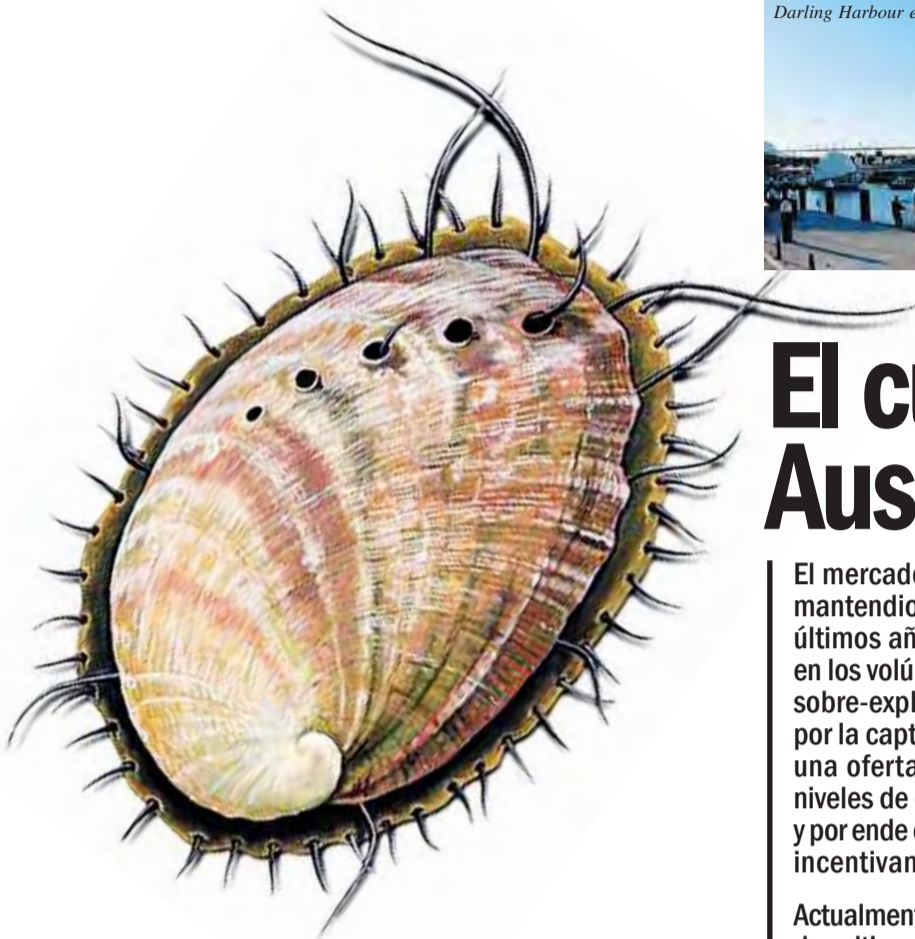 Darling Harbour e
El cu
Aus
El mercado
mantendio
últimos añ
en los volú
sobre-expl
por la capt
una oferta
niveles de
y por ende
incentivan
Actualment